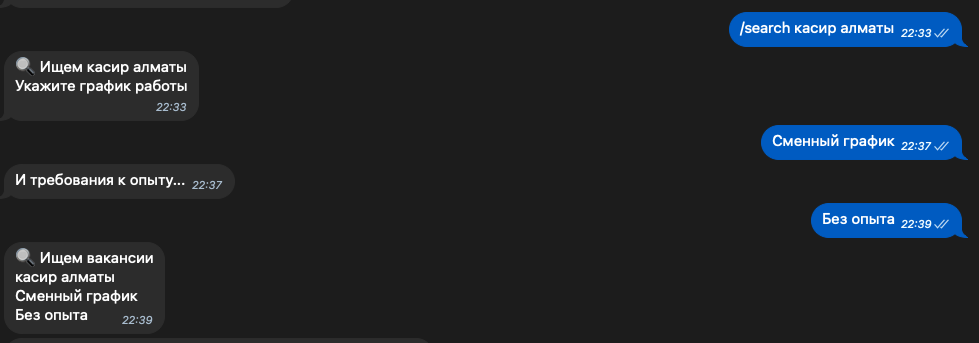 /search касир алматы 22:33
🔍 Ищем касир алматы
Укажите график работы
22:33
Сменный график 22:37
И требования к опыту... 22:37
Без опыта 22:39
🔍 Ищем вакансии
касир алматы
Сменный график
Без опыта 22:39